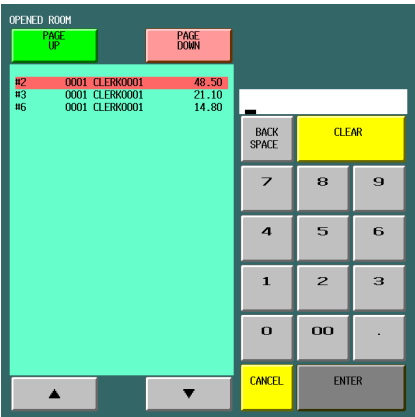 OPENED ROOM
PAGE UP
PAGE DOWN
#2 0001 CLERK0001 48.50
#3 0001 CLERK0001 21.10
#6 0001 CLERK0001 14.80
BACK SPACE
CLEAR
7 8 9
4 5 6
1 2 3
0 00 .
CANCEL ENTER